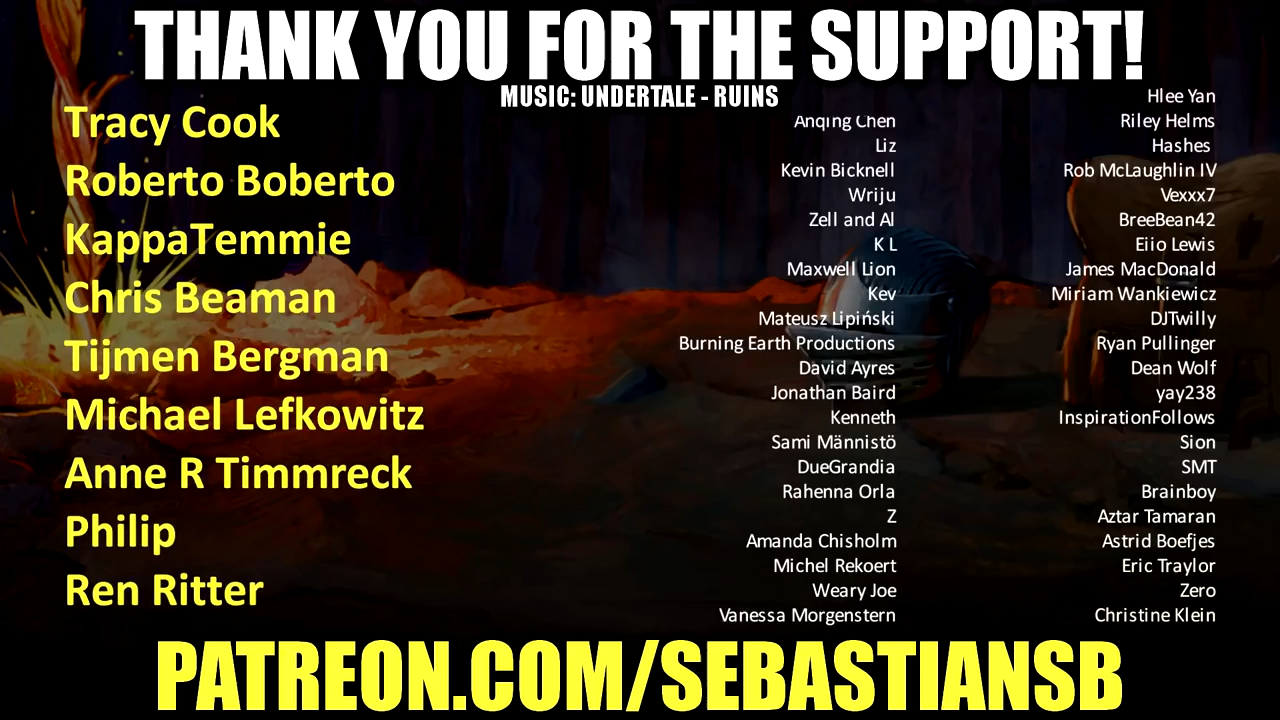 THANK YOU FOR THE SUPPORT!
MUSIC: UNDERTALE - RUINS
Tracy Cook
Roberto Boberto
KappaTemmie
Chris Beaman
Tijmen Bergman
Michael Lefkowitz
Anne R Timmreck
Philip
Ren Ritter
Anqing Chen
Liz
Kevin Bicknell
Wriju
Zell and Al
K L
Maxwell Lion
Kev
Mateusz Lipiński
Burning Earth Productions
David Ayres
Jonathan Baird
Kenneth
Sami Männistö
DueGrandia
Rahenna Orla
Z
Amanda Chisholm
Michel Rekoert
Weary Joe
Vanessa Morgenstern
Hlee Yan
Riley Helms
Hashes
Rob McLaughlin IV
Vexxx7
BreeBean42
Eiio Lewis
James MacDonald
Miriam Wankiewicz
DJTwilly
Ryan Pullinger
Dean Wolf
yay238
InspirationFollows
Sion
SMT
Brainboy
Aztar Tamaran
Astrid Boefjes
Eric Traylor
Zero
Christine Klein
PATREON.COM/SEBASTIANSB